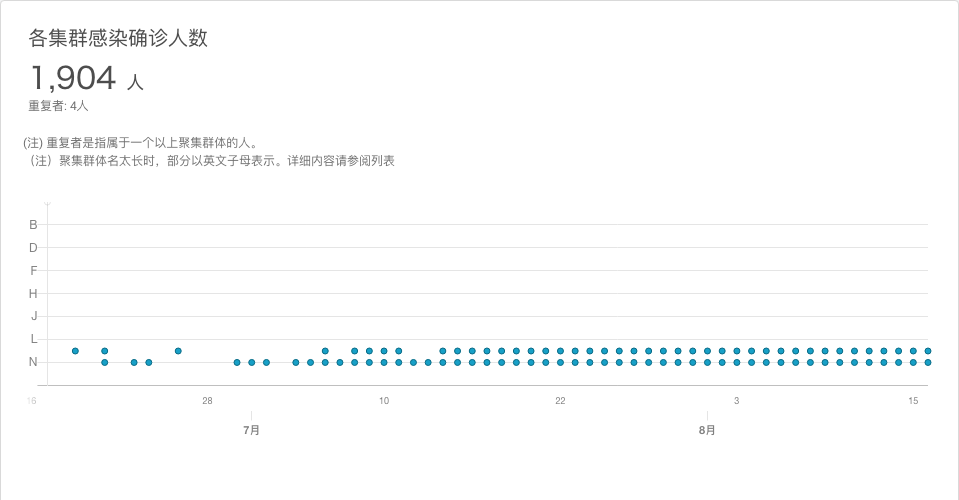 各集群感染确诊人数
1,904 人
重复者: 4人
(注) 重复者是指属于一个以上聚集群体的人。
（注）聚集群体名太长时，部分以英文子母表示。详细内容请参阅列表
B
D
F
H
J
L
N
16 28 10 22 3 15
7月 8月